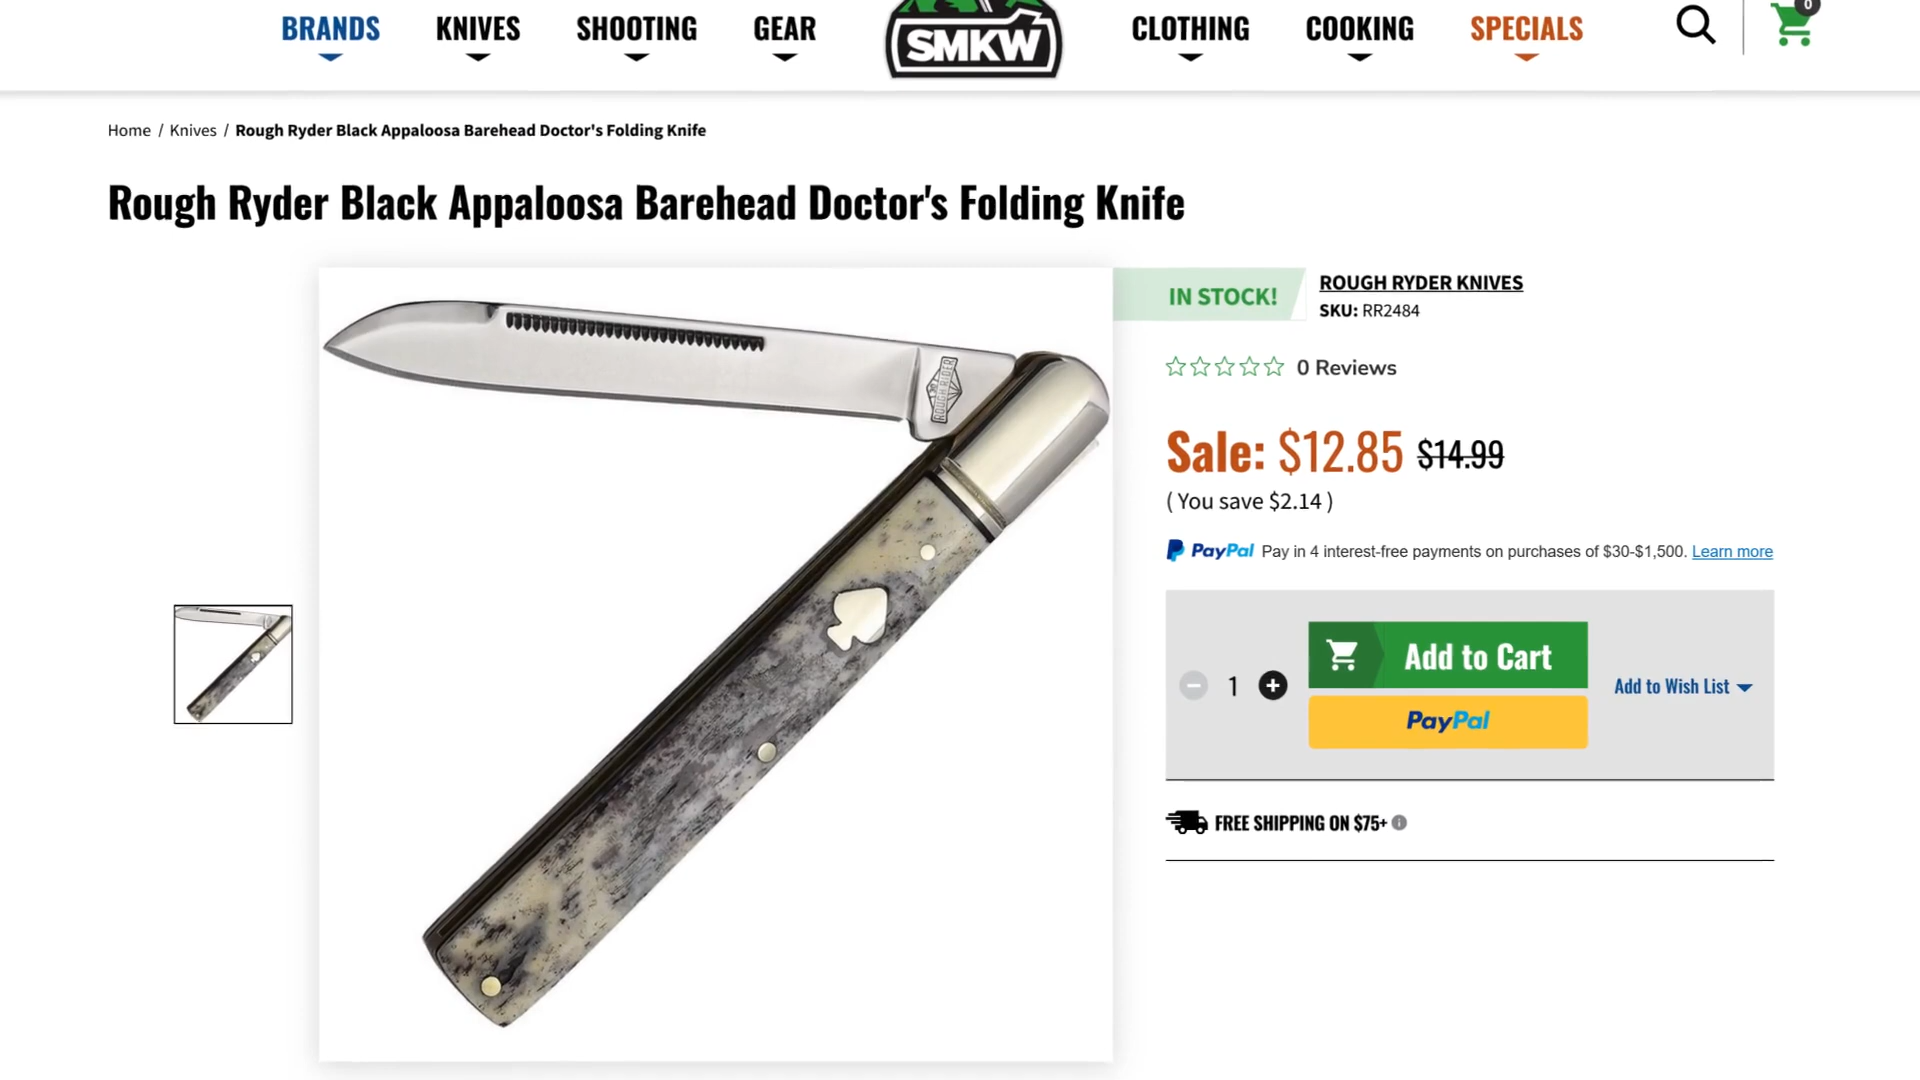 BRANDS
KNIVES
SHOOTING
GEAR
SMKW
CLOTHING
COOKING
SPECIALS
0
Home / Knives / Rough Ryder Black Appaloosa Barehead Doctor's Folding Knife
Rough Ryder Black Appaloosa Barehead Doctor's Folding Knife
ROUGH RIDER
IN STOCK!
ROUGH RYDER KNIVES
SKU: RR2484
0 Reviews
Sale: $12.85 $14.99
( You save $2.14 )
PayPal Pay in 4 interest-free payments on purchases of $30-$1,500. Learn more
1
Add to Cart
PayPal
Add to Wish List
FREE SHIPPING ON $75+